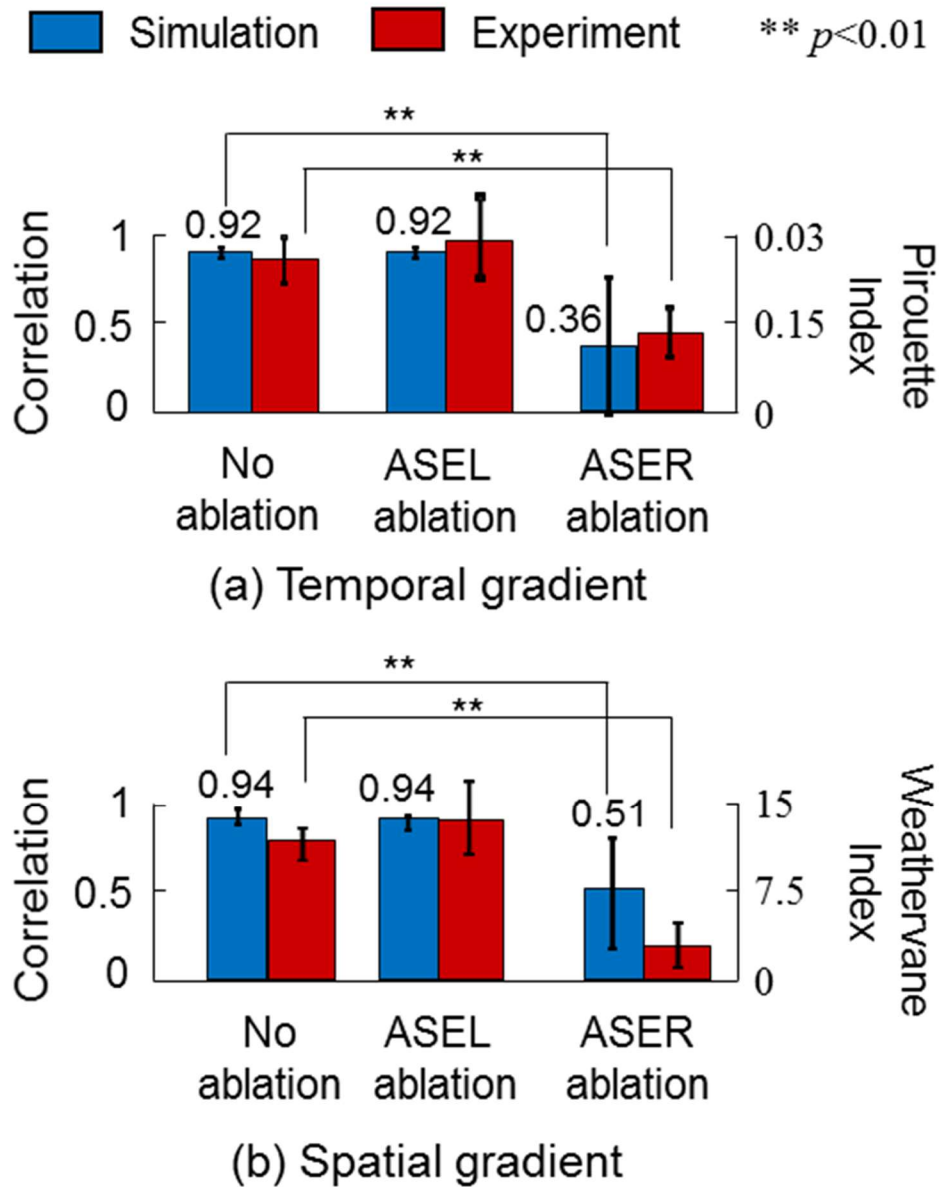 Simulation Experiment ** p<0.01
**
**
0.92 0.92 0.36
Correlation
1
0.5
0
0.03
0.15
0
Pirouette
Index
No
ablation
ASEL
ablation
ASER
ablation
(a) Temporal gradient
**
**
0.94 0.94 0.51
Correlation
1
0.5
0
15
7.5
0
Weathervane
Index
No
ablation
ASEL
ablation
ASER
ablation
(b) Spatial gradient